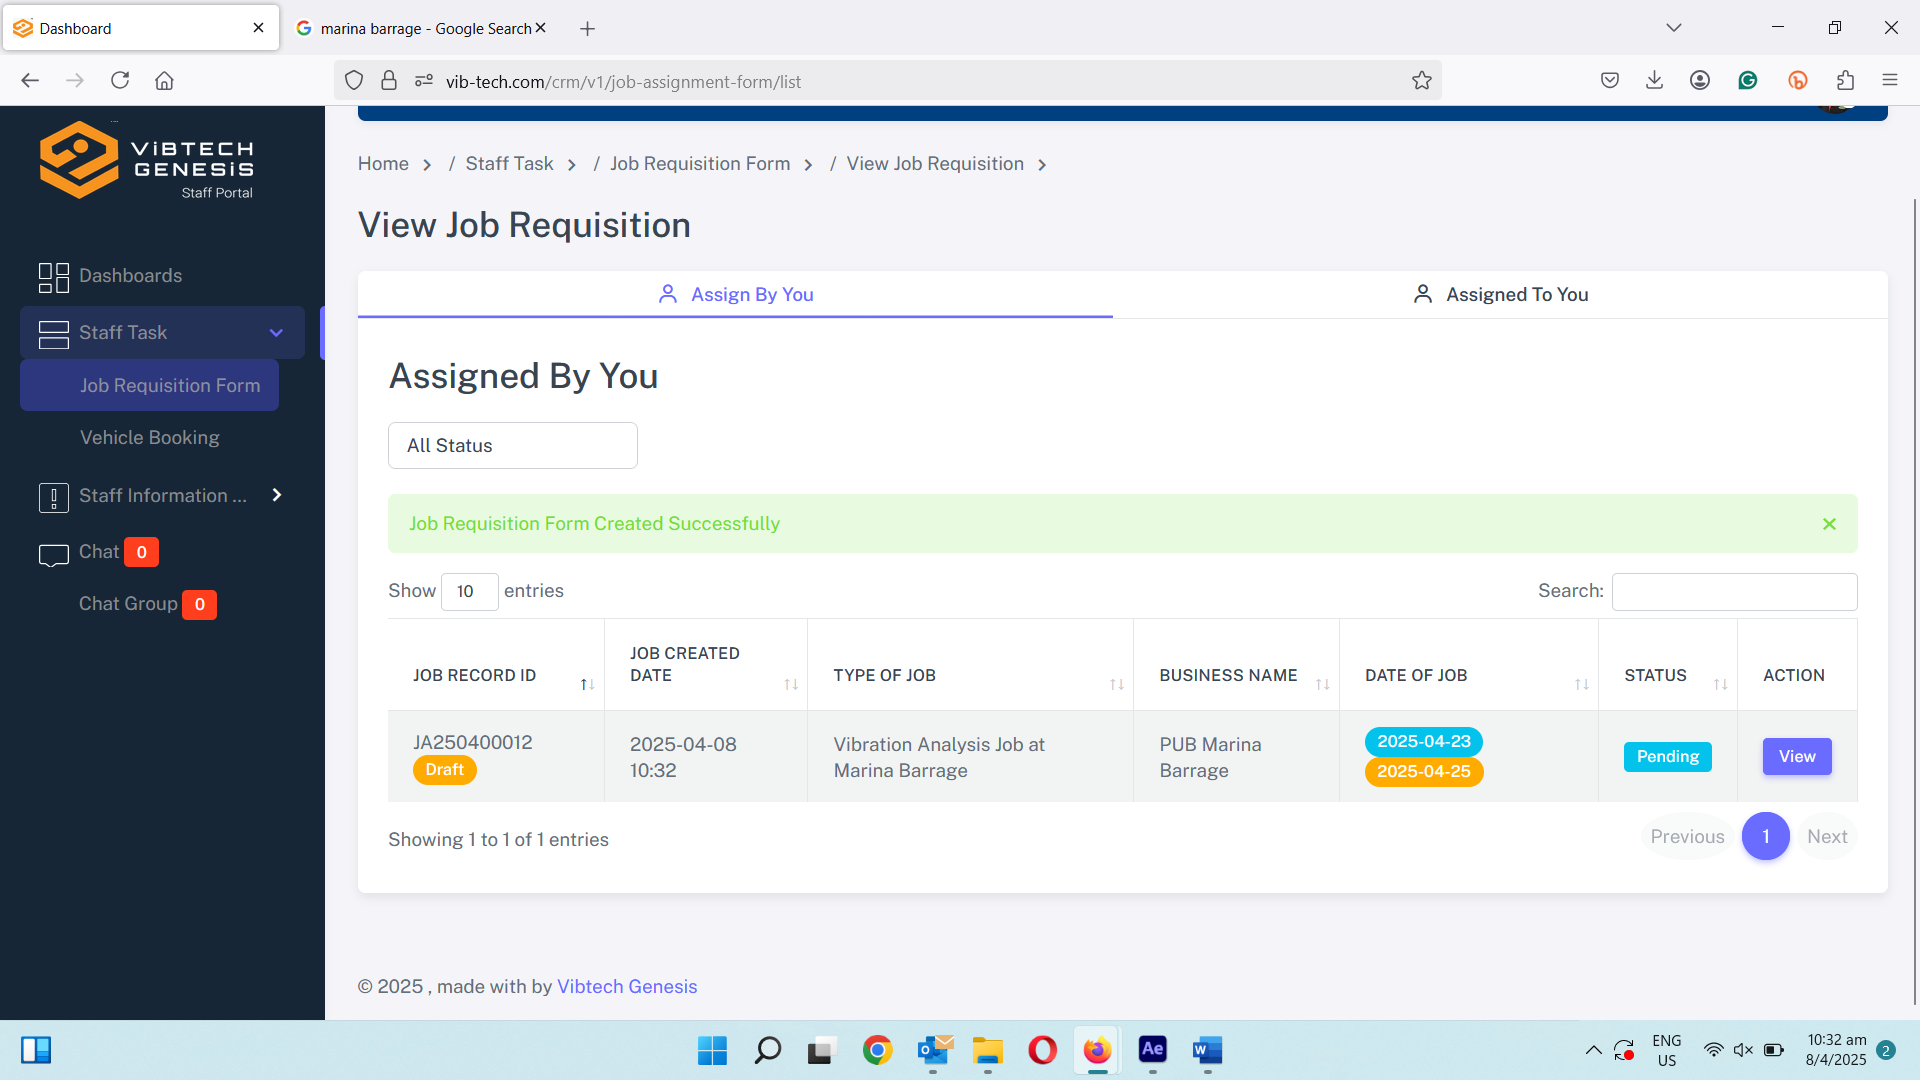 Dashboard
marina barrage - Google Search
vib-tech.com/crm/v1/job-assignment-form/list
ViBTECH
GENESIS
Staff Portal
Home / Staff Task / Job Requisition Form / View Job Requisition
View Job Requisition
Dashboards
Staff Task
Job Requisition Form
Vehicle Booking
Staff Information ...
Chat 0
Chat Group 0
Assign By You
Assigned To You
Assigned By You
All Status
Job Requisition Form Created Successfully
Show 10 entries
Search:
JOB RECORD ID
JOB CREATED
DATE
TYPE OF JOB
BUSINESS NAME
DATE OF JOB
STATUS
ACTION
JA250400012
Draft
2025-04-08
10:32
Vibration Analysis Job at
Marina Barrage
PUB Marina
Barrage
2025-04-23
2025-04-25
Pending
View
Showing 1 to 1 of 1 entries
Previous 1 Next
© 2025 , made with by Vibtech Genesis
Ae
ENG
US
10:32 am
8/4/2025
2